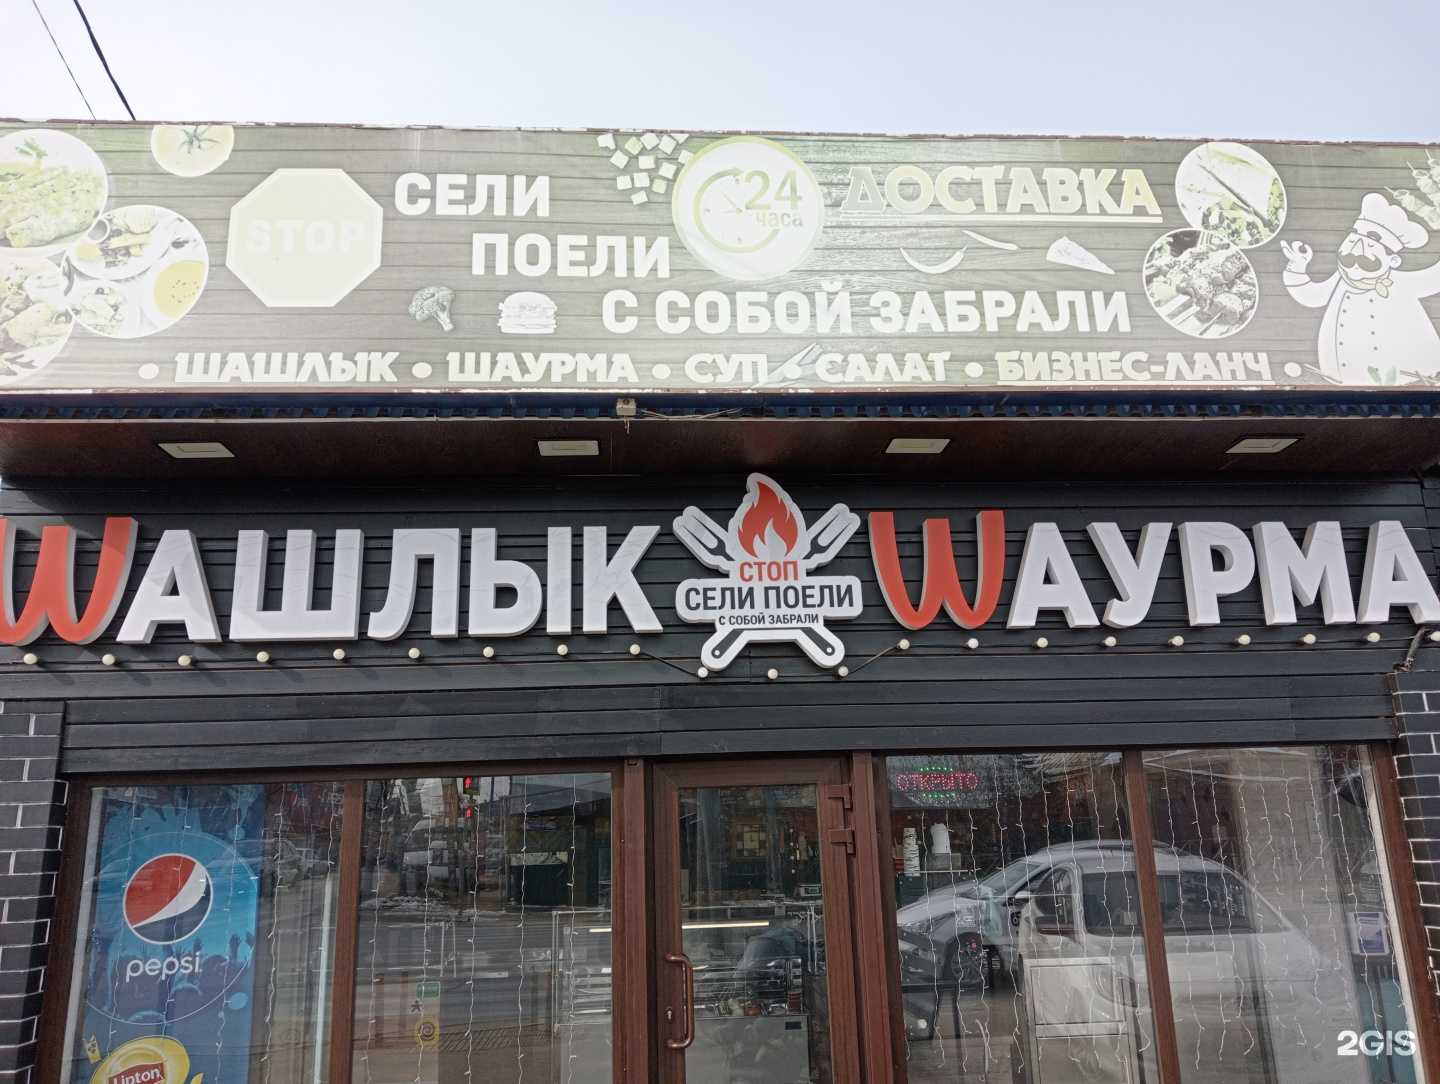 STOP
СЕЛИ
ПОЕЛИ
С СОБОЙ ЗАБРАЛИ
24
часа
ДОСТАВКА
• ШАШЛЫК • ШАУРМА • СУП • САЛАТ • БИЗНЕС-ЛАНЧ •
ШАШЛЫК
СТОП
СЕЛИ ПОЕЛИ
С СОБОЙ ЗАБРАЛИ
ШАУРМА
ОТКРЫТО
pepsi
Lipton
2GIS